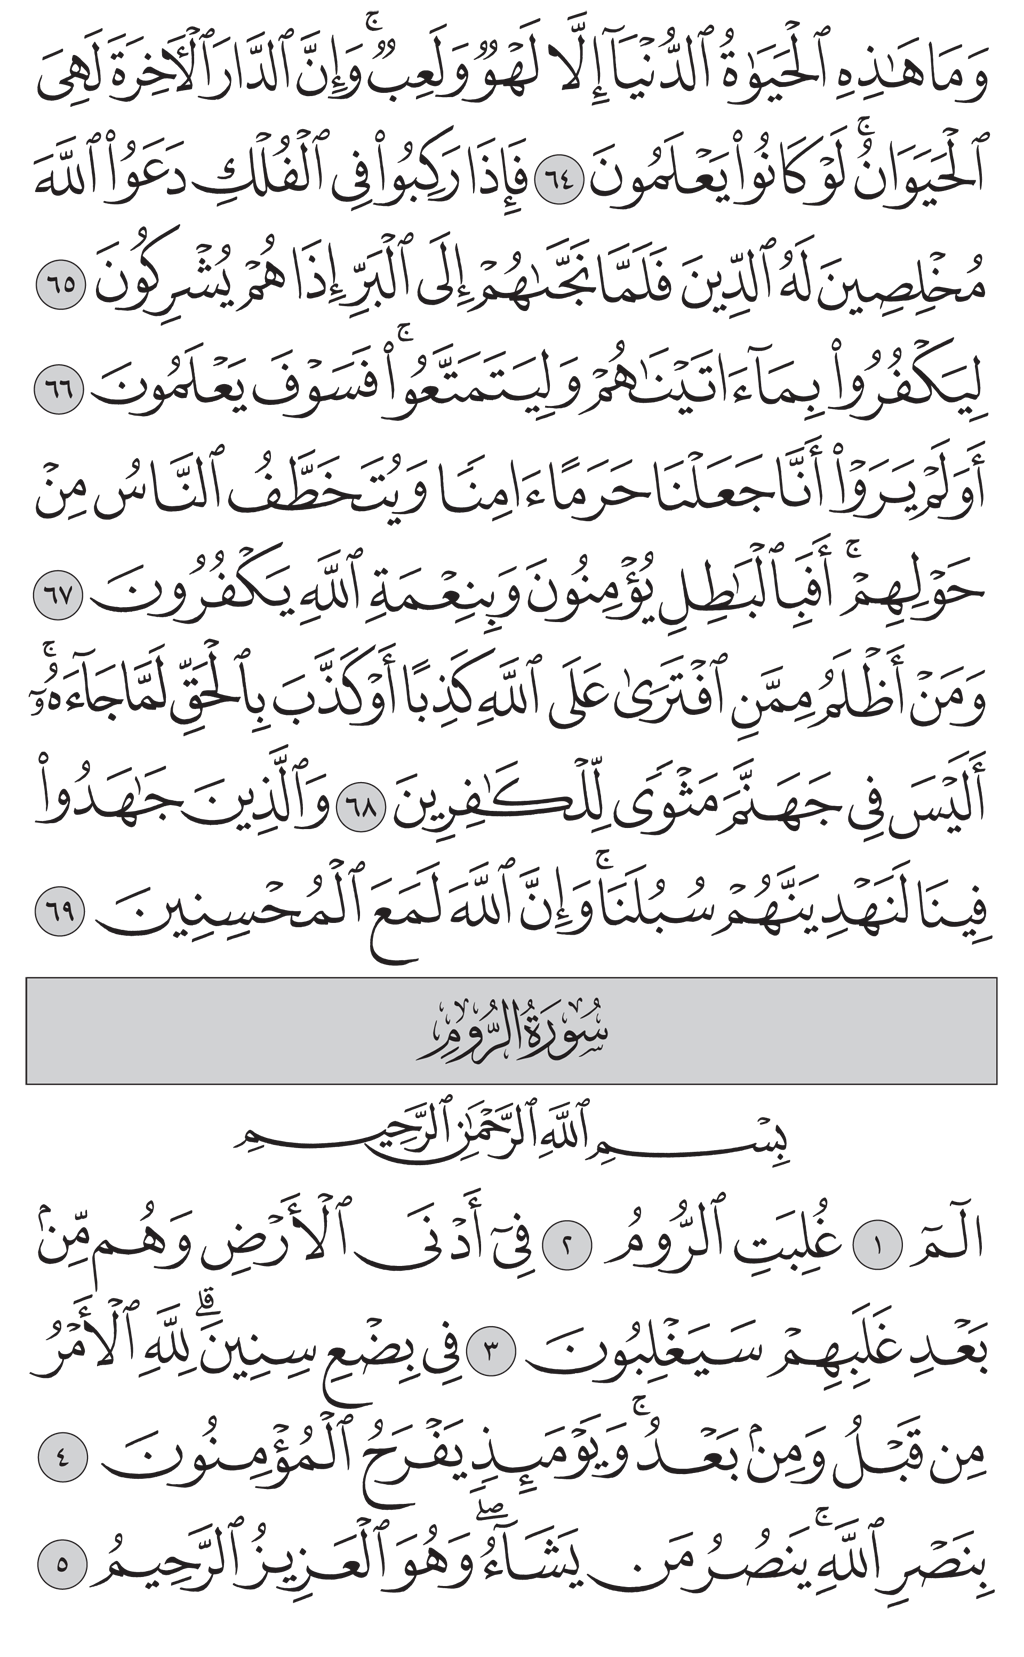 وَمَا هَٰذِهِ ٱلْحَيَوٰةُ ٱلدُّنْيَآ إِلَّا لَهْوٌ وَلَعِبٌ ۚ وَإِنَّ ٱلدَّارَ ٱلْأَخِرَةَ لَهِىَ
ٱلْحَيَوَانُ ۚ لَوْ كَانُوا۟ يَعْلَمُونَ ٦٤ فَإِذَا رَكِبُوا۟ فِى ٱلْفُلْكِ دَعَوُا۟ ٱللَّهَ
مُخْلِصِينَ لَهُ ٱلدِّينَ فَلَمَّا نَجَّىٰهُمْ إِلَى ٱلْبَرِّ إِذَا هُمْ يُشْرِكُونَ ٦٥
لِيَكْفُرُوا۟ بِمَآ ءَاتَيْنَٰهُمْ وَلِيَتَمَتَّعُوا۟ ۚ فَسَوْفَ يَعْلَمُونَ ٦٦
أَوَلَمْ يَرَوْا۟ أَنَّا جَعَلْنَا حَرَمًا ءَامِنًا وَيُتَخَطَّفُ ٱلنَّاسُ مِنْ
حَوْلِهِمْ ۚ أَفَبِٱلْبَٰطِلِ يُؤْمِنُونَ وَبِنِعْمَةِ ٱللَّهِ يَكْفُرُونَ ٦٧
وَمَنْ أَظْلَمُ مِمَّنِ ٱفْتَرَىٰ عَلَى ٱللَّهِ كَذِبًا أَوْ كَذَّبَ بِٱلْحَقِّ لَمَّا جَآءَهُۥٓ ۚ
أَلَيْسَ فِى جَهَنَّمَ مَثْوًى لِّلْكَٰفِرِينَ ٦٨ وَٱلَّذِينَ جَٰهَدُوا۟
فِينَا لَنَهْدِيَنَّهُمْ سُبُلَنَا ۚ وَإِنَّ ٱللَّهَ لَمَعَ ٱلْمُحْسِنِينَ ٦٩
سُورَةُ الرُّومِ
بِسْمِ ٱللَّهِ ٱلرَّحْمَٰنِ ٱلرَّحِيمِ
الٓمٓ ١ غُلِبَتِ ٱلرُّومُ ٢ فِىٓ أَدْنَى ٱلْأَرْضِ وَهُم مِّنۢ
بَعْدِ غَلَبِهِمْ سَيَغْلِبُونَ ٣ فِى بِضْعِ سِنِينَ ۗ لِلَّهِ ٱلْأَمْرُ
مِن قَبْلُ وَمِنۢ بَعْدُ ۚ وَيَوْمَئِذٍ يَفْرَحُ ٱلْمُؤْمِنُونَ ٤
بِنَصْرِ ٱللَّهِ ۚ يَنصُرُ مَن يَشَآءُ ۖ وَهُوَ ٱلْعَزِيزُ ٱلرَّحِيمُ ٥